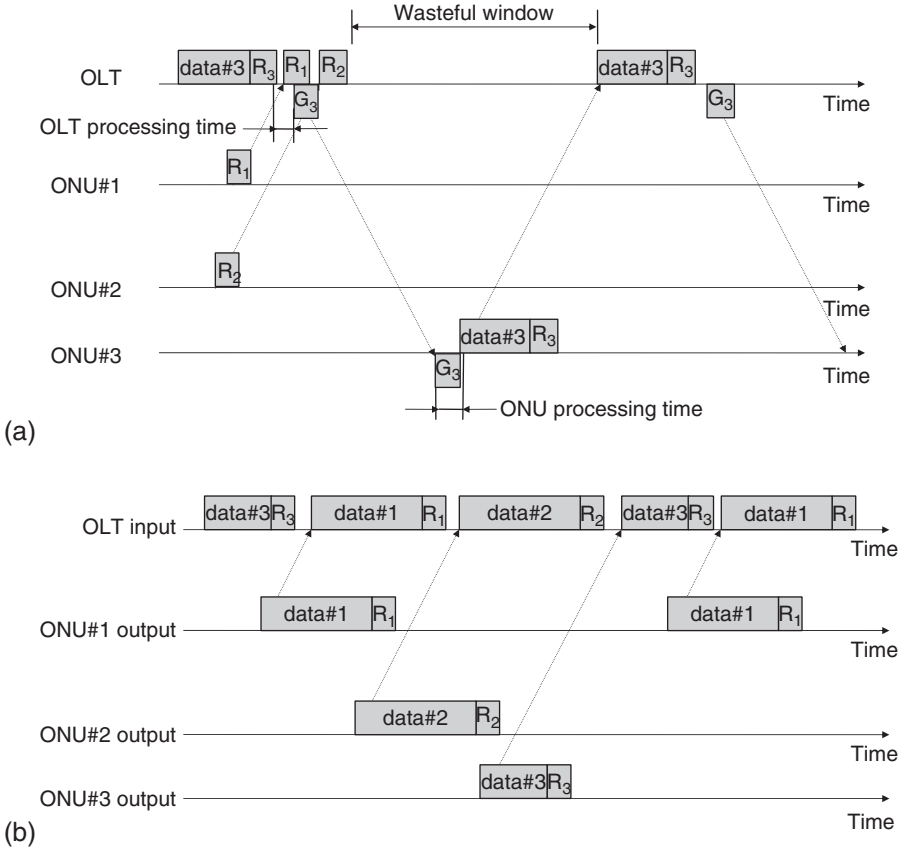 Wasteful window
OLT data#3 R3 R1 R2 data#3 R3
G3 G3 Time
OLT processing time
R1
ONU#1 Time
R2
ONU#2 Time
data#3 R3
ONU#3 Time
G3
ONU processing time
(a)
OLT input data#3 R3 data#1 R1 data#2 R2 data#3 R3 data#1 R1
Time
ONU#1 output data#1 R1 data#1 R1
Time
ONU#2 output data#2 R2
Time
ONU#3 output data#3 R3
Time
(b)